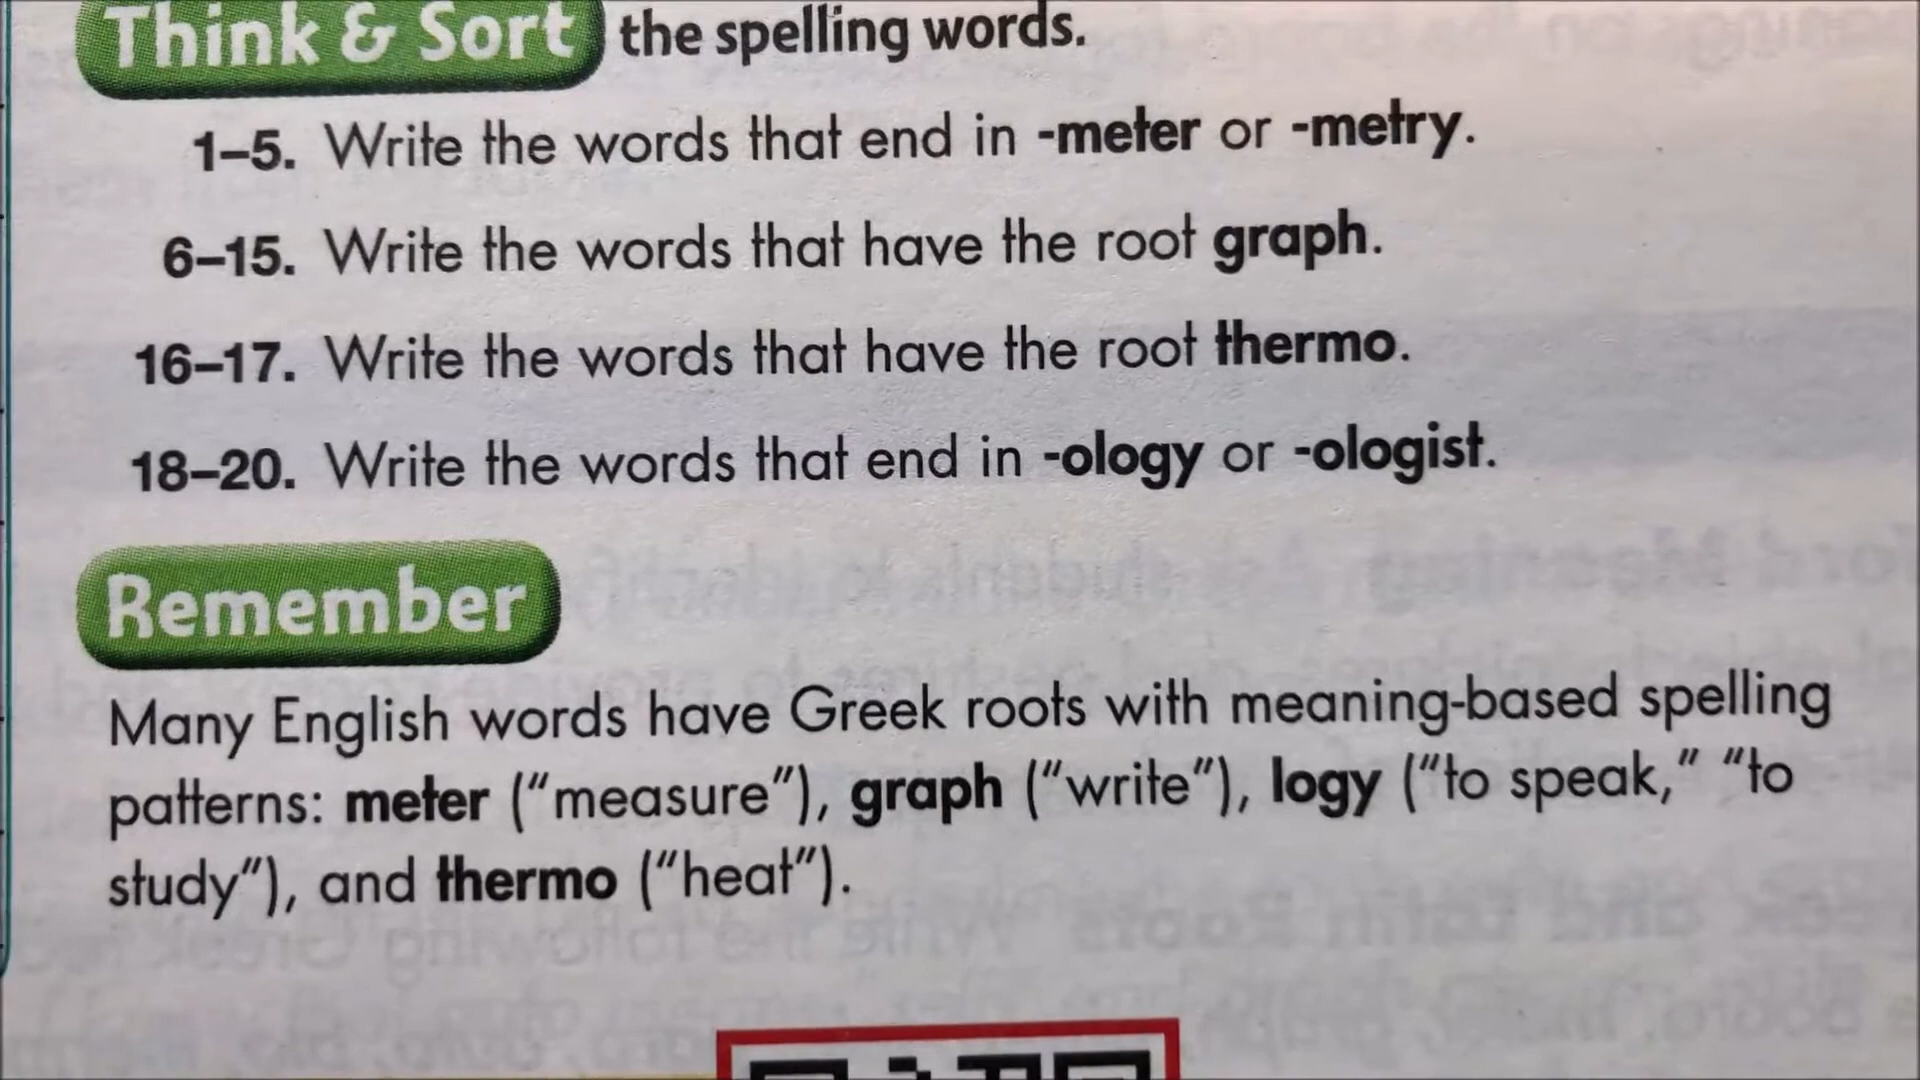 Think & Sort the spelling words.
1–5. Write the words that end in -meter or -metry.
6–15. Write the words that have the root graph.
16–17. Write the words that have the root thermo.
18–20. Write the words that end in -ology or -ologist.
Remember
Many English words have Greek roots with meaning-based spelling
patterns: meter (“measure”), graph (“write”), logy (“to speak,” “to
study”), and thermo (“heat”).